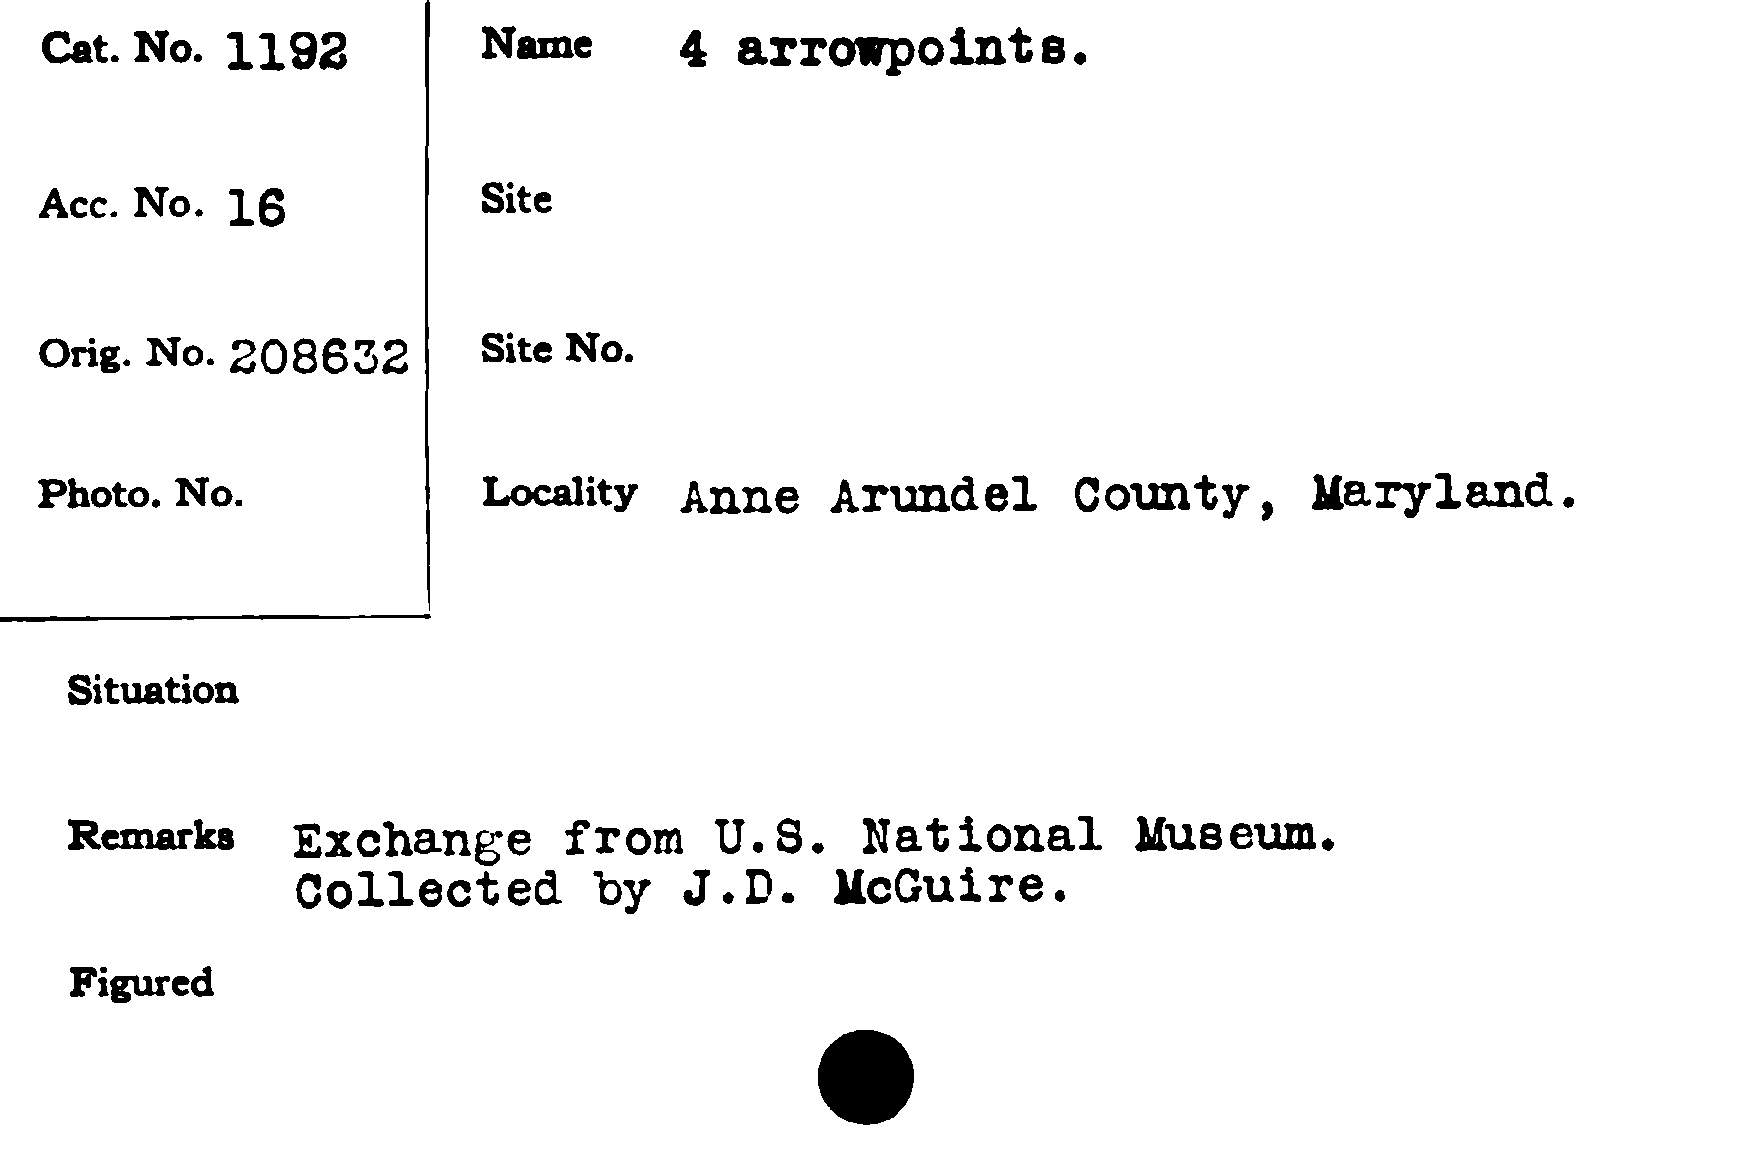 Cat. No. 1192
Name 4 arrowpoints.
Acc. No. 16
Site
Orig. No. 208632
Site No.
Photo. No.
Locality Anne Arundel County, Maryland.
Situation
Remarks Exchange from U.S. National Museum.
Collected by J.D. McGuire.
Figured